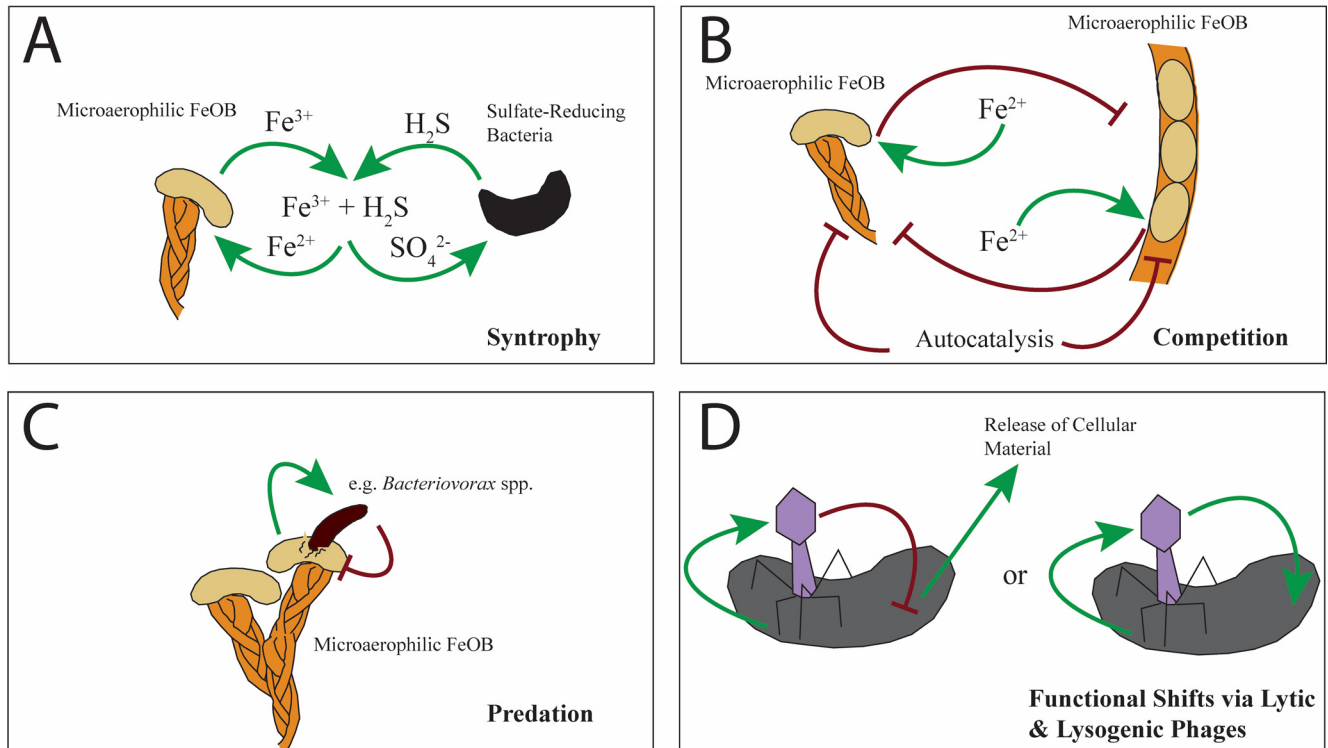 A
Microaerophilic FeOB
Fe³⁺
H₂S
Sulfate-Reducing
Bacteria
Fe³⁺ + H₂S
Fe²⁺
SO₄²⁻
Syntrophy
B
Microaerophilic FeOB
Microaerophilic FeOB
Fe²⁺
Fe²⁺
Autocatalysis
Competition
C
e.g. Bacteriovorax spp.
Microaerophilic FeOB
Predation
D
Release of Cellular
Material
or
Functional Shifts via Lytic
& Lysogenic Phages